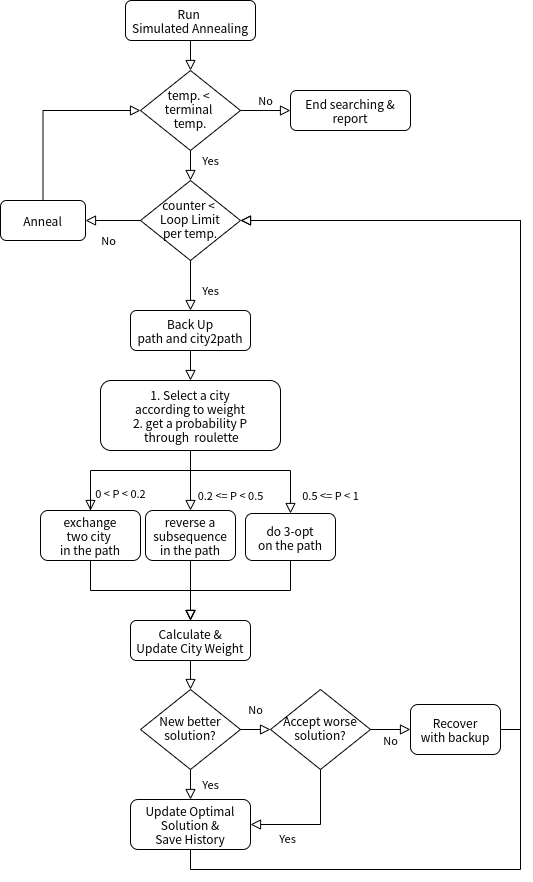 Run
Simulated Annealing
temp. <
terminal
temp.
No
End searching &
report
Yes
counter <
Loop Limit
per temp.
Anneal
No
Yes
Back Up
path and city2path
1. Select a city
according to weight
2. get a probability P
through roulette
0 < P < 0.2
0.2 <= P < 0.5
0.5 <= P < 1
exchange
two city
in the path
reverse a
subsequence
in the path
do 3-opt
on the path
Calculate &
Update City Weight
New better
solution?
No
Accept worse
solution?
No
Recover
with backup
Yes
Update Optimal
Solution &
Save History
Yes